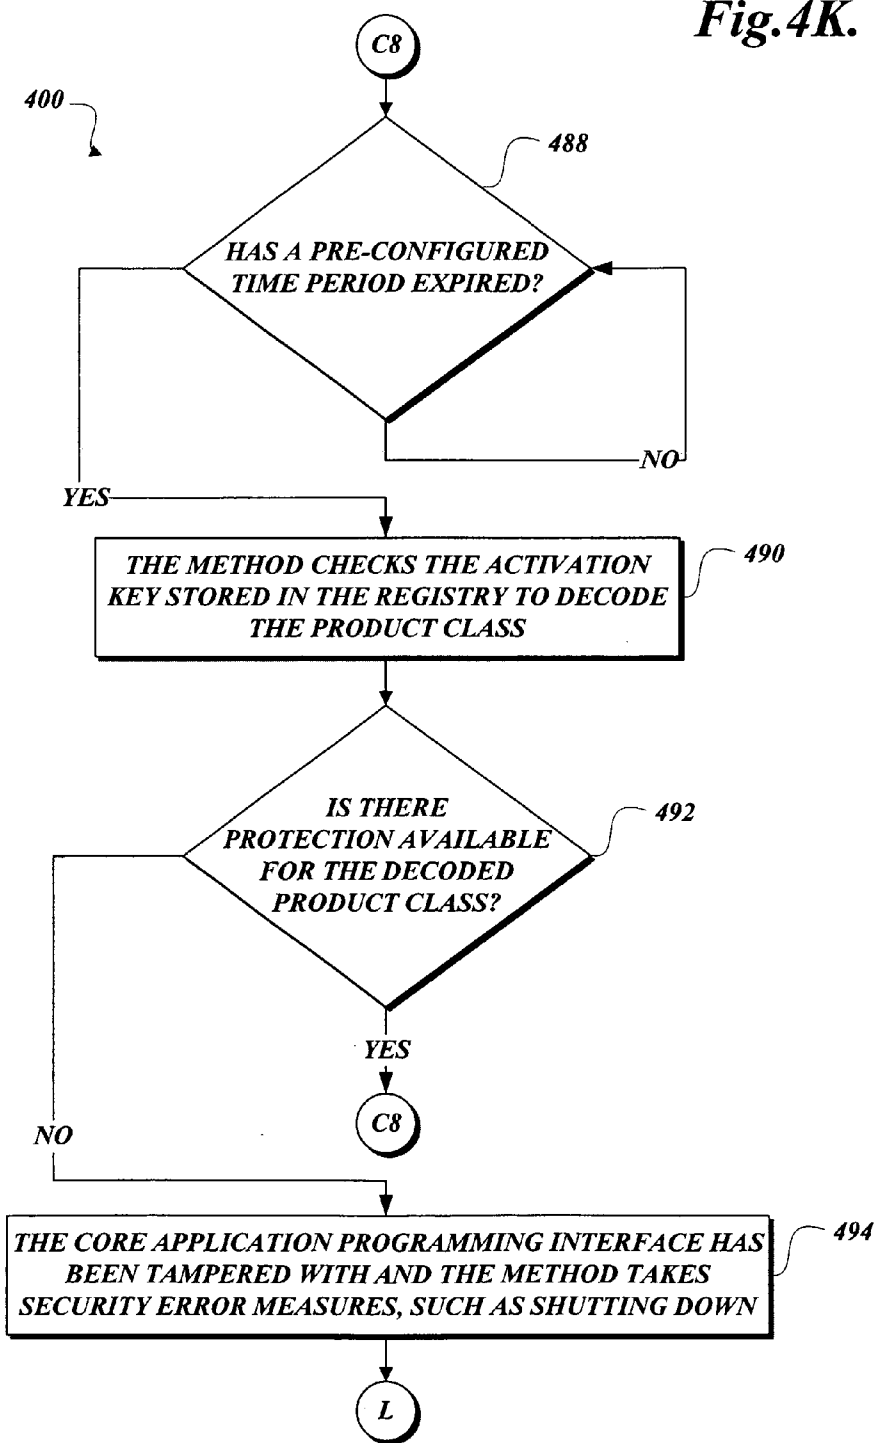 Fig.4K.
C8
400
488
HAS A PRE-CONFIGURED
TIME PERIOD EXPIRED?
NO
YES
490
THE METHOD CHECKS THE ACTIVATION
KEY STORED IN THE REGISTRY TO DECODE
THE PRODUCT CLASS
492
IS THERE
PROTECTION AVAILABLE
FOR THE DECODED
PRODUCT CLASS?
YES
C8
NO
494
THE CORE APPLICATION PROGRAMMING INTERFACE HAS
BEEN TAMPERED WITH AND THE METHOD TAKES
SECURITY ERROR MEASURES, SUCH AS SHUTTING DOWN
L